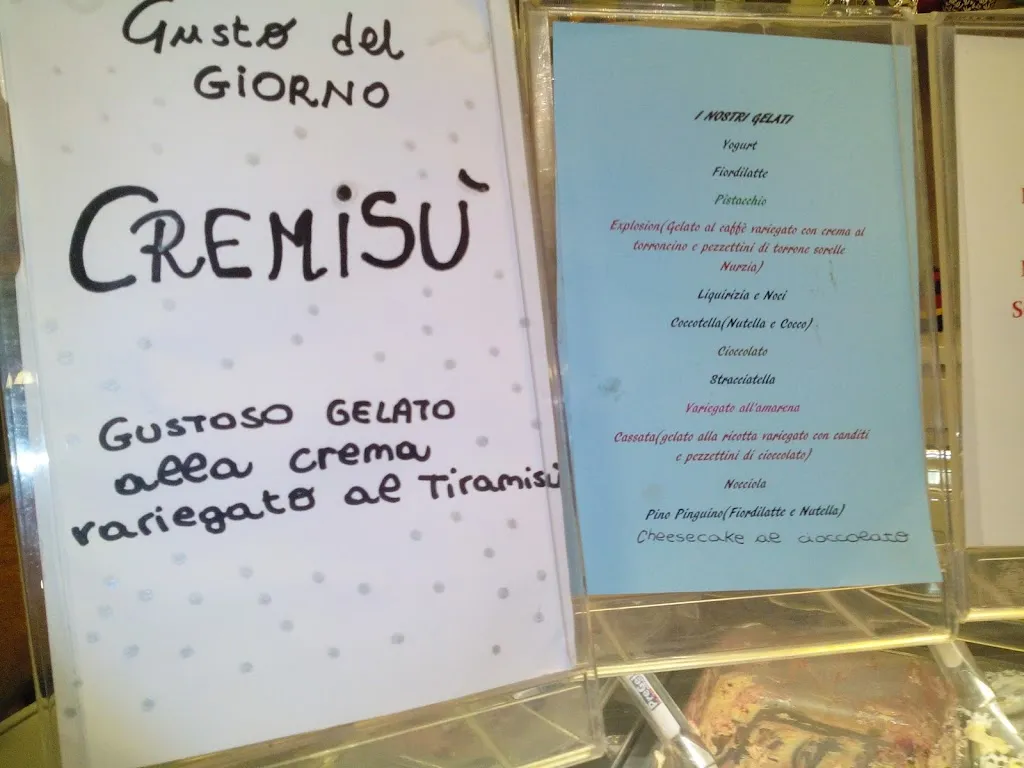 Gusto del
GIORNO
CREMISÙ
GUSTOSO GELATO
alla crema
variegato al Tiramisù
I NOSTRI GELATI
Yogurt
Fiordilatte
Pistacchio
Explosion(Gelato al caffè variegato con crema al
torroncino e pezzettini di torrone sorelle
Nurzia)
Liquirizia e Noci
Coccotella(Nutella e Cocco)
Cioccolato
Stracciatella
Variegato all'amarena
Cassata(gelato alla ricotta variegato con canditi
e pezzettini di cioccolato)
Nocciola
Pino Pinguino(Fiordilatte e Nutella)
Cheesecake al cioccolato